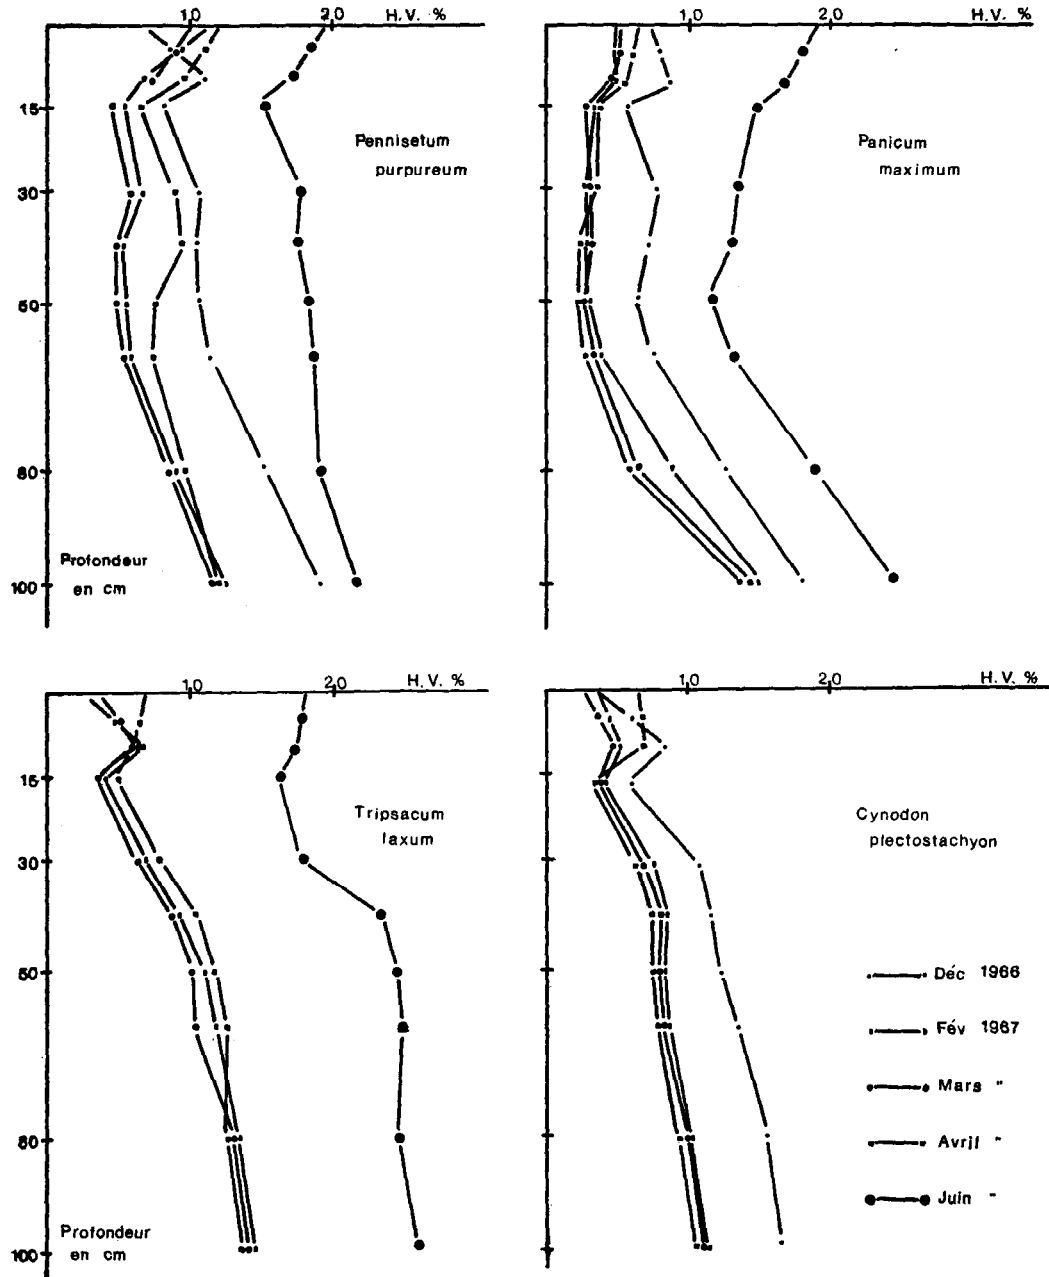 1,0 2,0 H. V. %
15
30
50
80
100
Pennisetum
purpureum
Profondeur
en cm
1,0 2,0 H. V. %
Panicum
maximum
1,0 2,0 H. V. %
15
30
50
80
100
Tripsacum
laxum
Profondeur
en cm
1,0 2,0 H. V. %
Cynodon
plectostachyon
Déc 1966
Fév 1967
Mars "
Avril "
Juin "